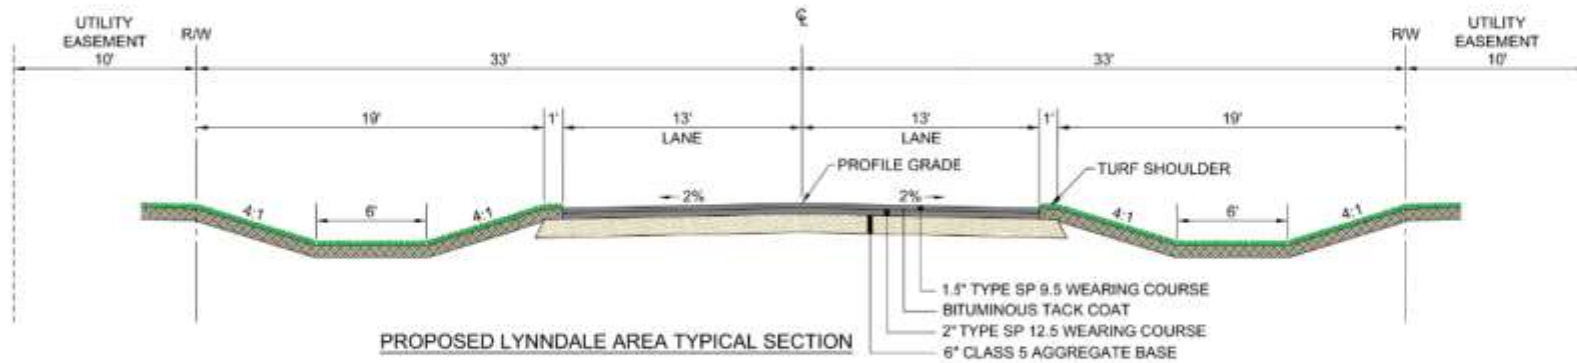 UTILITY
EASEMENT
10'
R/W
33'
℄
33'
R/W
UTILITY
EASEMENT
10'
19'
1'
13'
LANE
13'
LANE
1'
19'
PROFILE GRADE
TURF SHOULDER
2%
2%
4:1
6'
4:1
4:1
6'
4:1
1.5" TYPE SP 9.5 WEARING COURSE
BITUMINOUS TACK COAT
2" TYPE SP 12.5 WEARING COURSE
6" CLASS 5 AGGREGATE BASE
PROPOSED LYNNDALE AREA TYPICAL SECTION